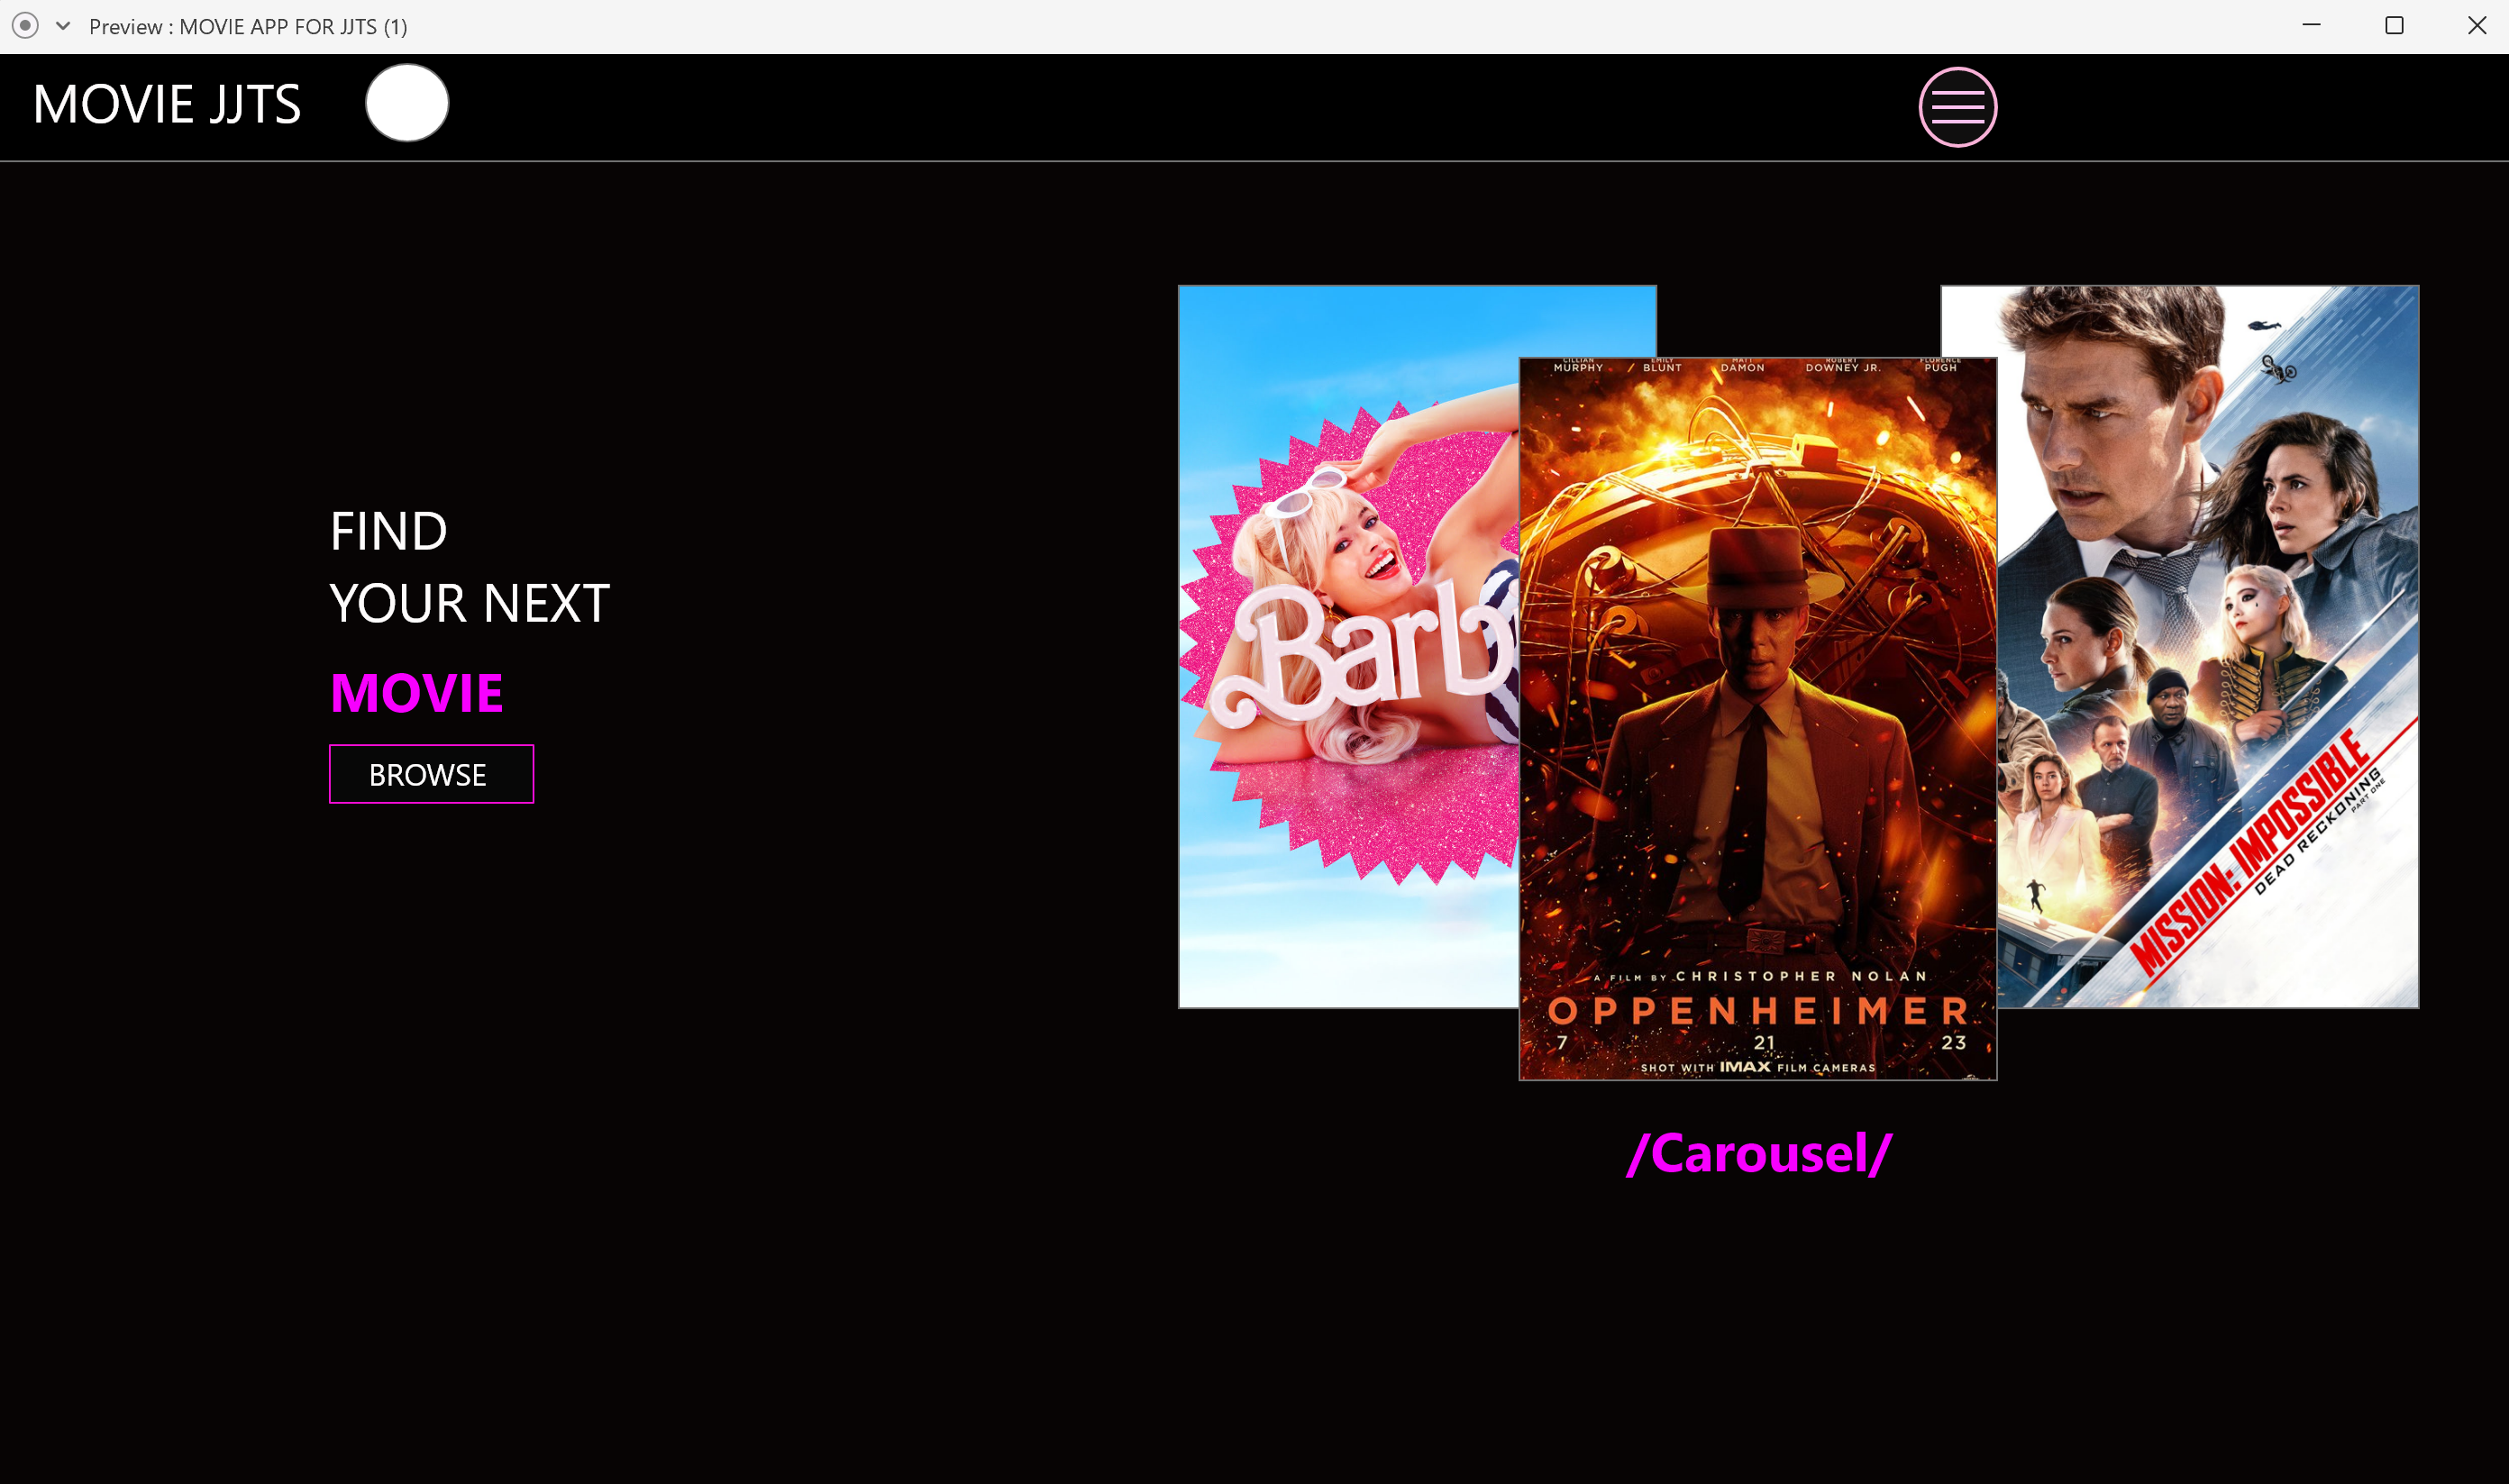 Preview : MOVIE APP FOR JJTS (1)
MOVIE JJTS
FIND
YOUR NEXT
MOVIE
BROWSE
Barb
CILLIAN EMILY MATT ROBERT FLORENCE
MURPHY BLUNT DAMON DOWNEY JR. PUGH
A FILM BY CHRISTOPHER NOLAN
OPPENHEIMER
7 21 23
SHOT WITH IMAX FILM CAMERAS
MISSION: IMPOSSIBLE
DEAD RECKONING
PART ONE
/Carousel/